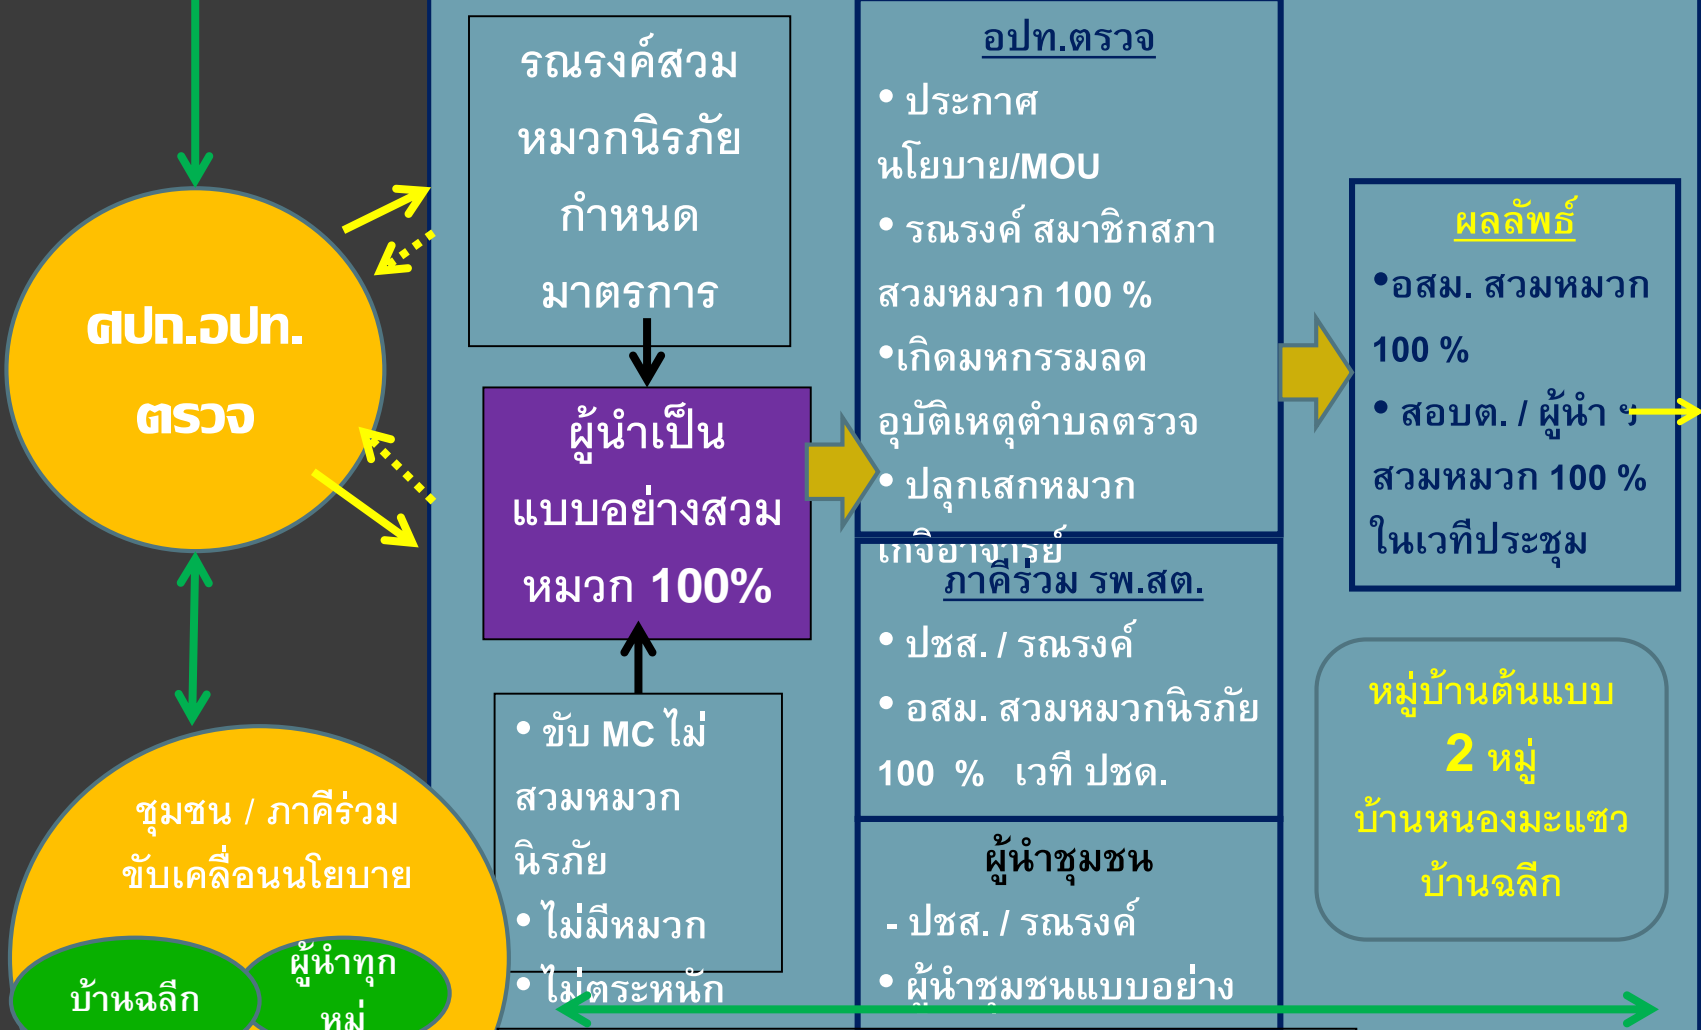 รณรงค์สวม
หมวกนิรภัย
กำหนด
มาตรการ
อปท.ตรวจ
• ประกาศ
นโยบาย/MOU
• รณรงค์ สมาชิกสภา
สวมหมวก 100 %
•เกิดมหกรรมลด
อุบัติเหตุตำบลตรวจ
• ปลุกเสกหมวก
เกจิอาจารย์
ผลลัพธ์
•อสม. สวมหมวก
100 %
• สอบต. / ผู้นำ ฯ
สวมหมวก 100 %
ในเวทีประชุม
ศปถ.อปท.
ตรวจ
ผู้นำเป็น
แบบอย่างสวม
หมวก 100%
ภาคีร่วม รพ.สต.
• ปชส. / รณรงค์
• อสม. สวมหมวกนิรภัย
100 % เวที ปชด.
หมู่บ้านต้นแบบ
2 หมู่
บ้านหนองมะแซว
บ้านฉลีก
• ขับ MC ไม่
สวมหมวก
นิรภัย
• ไม่มีหมวก
• ไม่ตระหนัก
ผู้นำชุมชน
- ปชส. / รณรงค์
• ผู้นำชุมชนแบบอย่าง
ชุมชน / ภาคีร่วม
ขับเคลื่อนนโยบาย
บ้านฉลีก
ผู้นำทุก
หมู่